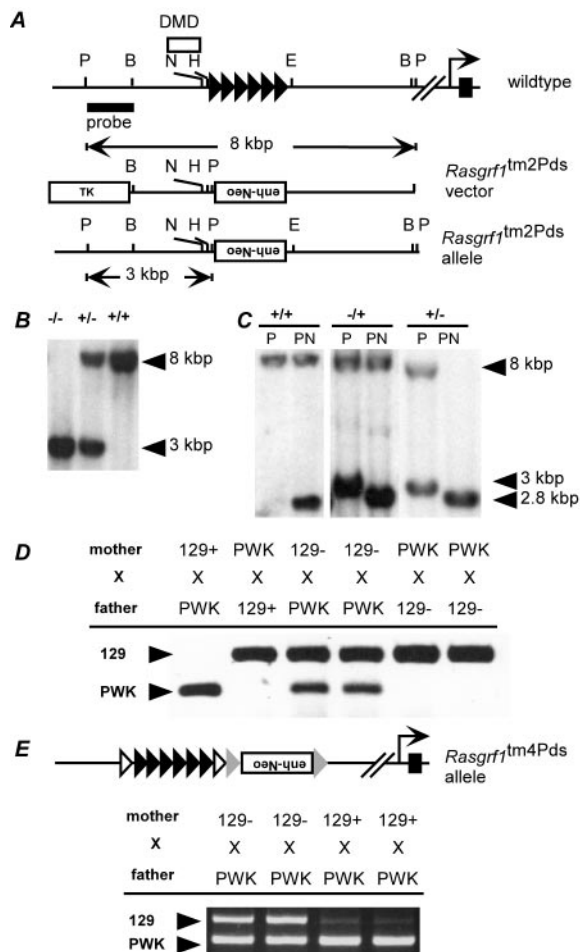 A
DMD
P B N H E B P
wildtype
probe
8 kbp
B N H P
TK enh-Neo
Rasgrf1tm2Pds
vector
P B N H P E B P
enh-Neo
Rasgrf1tm2Pds
allele
3 kbp
B
-/- +/- +/+
8 kbp
3 kbp
C
+/+ -/+ +/-
P PN P PN P PN
8 kbp
3 kbp
2.8 kbp
D
mother 129+ PWK 129- 129- PWK PWK
X X X X X X X
father PWK 129+ PWK PWK 129- 129-
129
PWK
E
enh-Neo
Rasgrf1tm4Pds
allele
mother 129- 129- 129+ 129+
X X X X X
father PWK PWK PWK PWK
129
PWK